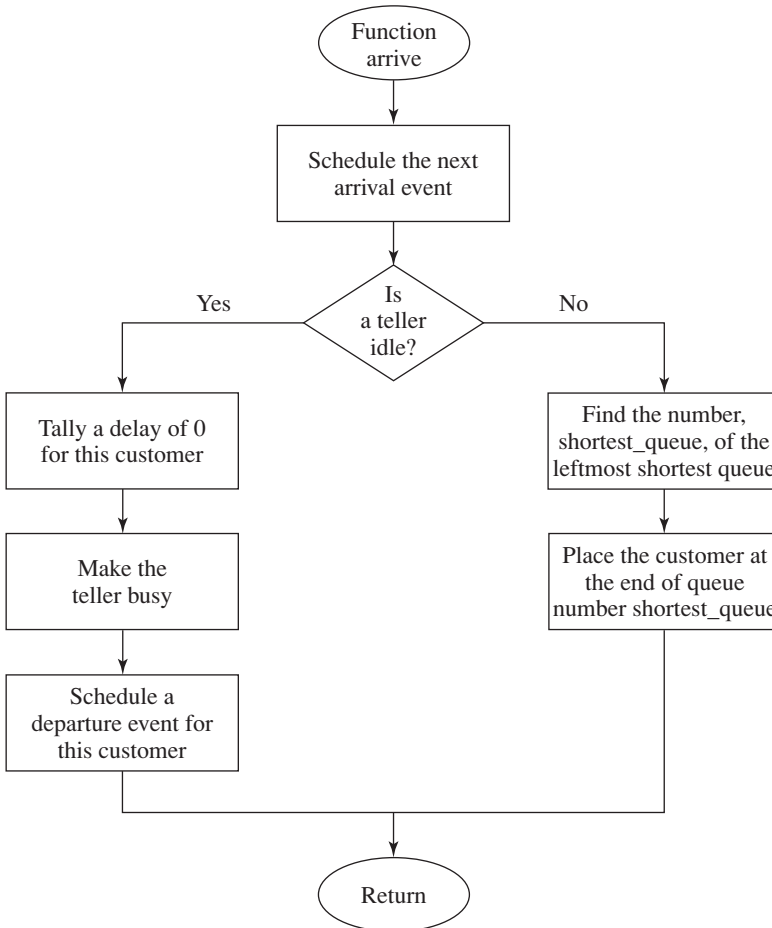 Function
arrive
Schedule the next
arrival event
Is
a teller
idle?
Yes
No
Tally a delay of 0
for this customer
Make the
teller busy
Schedule a
departure event for
this customer
Find the number,
shortest_queue, of the
leftmost shortest queue
Place the customer at
the end of queue
number shortest_queue
Return